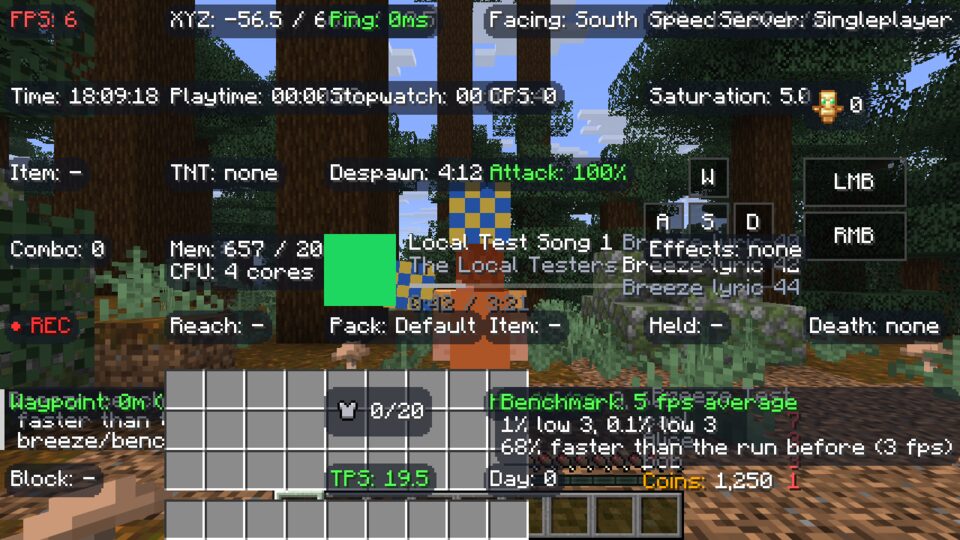 FPS: 6
XYZ: -56.5 / 6
Ping: 0ms
Facing: South
Speed
Server: Singleplayer
Time: 18:09:18
Playtime: 00:00
Stopwatch: 00
CPS: 0
Saturation: 5.0
0
Item: -
TNT: none
Despawn: 4:12
Attack: 100%
W
LMB
A S D
RMB
Combo: 0
Mem: 657 / 20
CPU: 4 cores
Local Test Song 1
The Local Testers
0:42 / 3:21
Effects: none
Breeze lyric 42
Breeze lyric 44
REC
Reach: -
Pack: Default
Item: -
Held: -
Death: none
Waypoint: 0m
faster than
breeze/benc
0/20
Benchmark: 5 fps average
1% low 3, 0.1% low 3
68% faster than the run before (3 fps)
Block: -
TPS: 19.5
Day: 0
Coins: 1,250
1